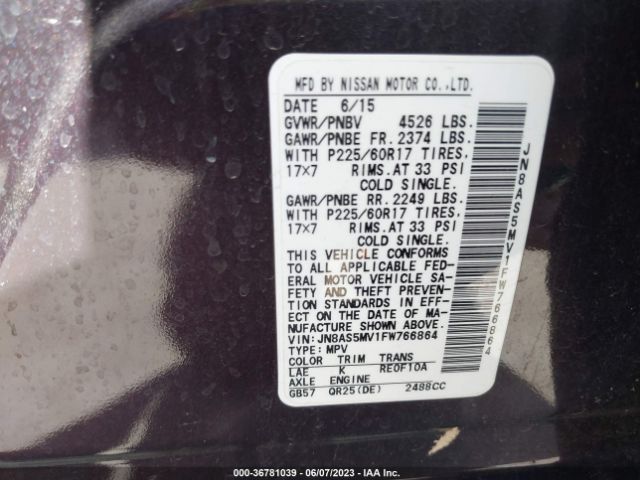 MFD BY NISSAN MOTOR CO.,LTD.
DATE 6/15
GVWR/PNBV 4526 LBS.
GAWR/PNBE FR. 2374 LBS.
WITH P225/60R17 TIRES,
17×7 RIMS.AT 33 PSI
COLD SINGLE.
GAWR/PNBE RR. 2249 LBS.
WITH P225/60R17 TIRES,
17×7 RIMS.AT 33 PSI
COLD SINGLE.
THIS VEHICLE CONFORMS
TO ALL APPLICABLE FED-
ERAL MOTOR VEHICLE SA-
FETY AND THEFT PREVEN-
TION STANDARDS IN EFF-
ECT ON THE DATE OF MA-
NUFACTURE SHOWN ABOVE.
VIN:JN8AS5MV1FW766864
TYPE:MPV
COLOR TRIM TRANS
LAE K RE0F10A
AXLE ENGINE
GB57 QR25(DE) 2488CC
JN8AS5MV1FW766864
000-36781039 - 06/07/2023 - IAA Inc.